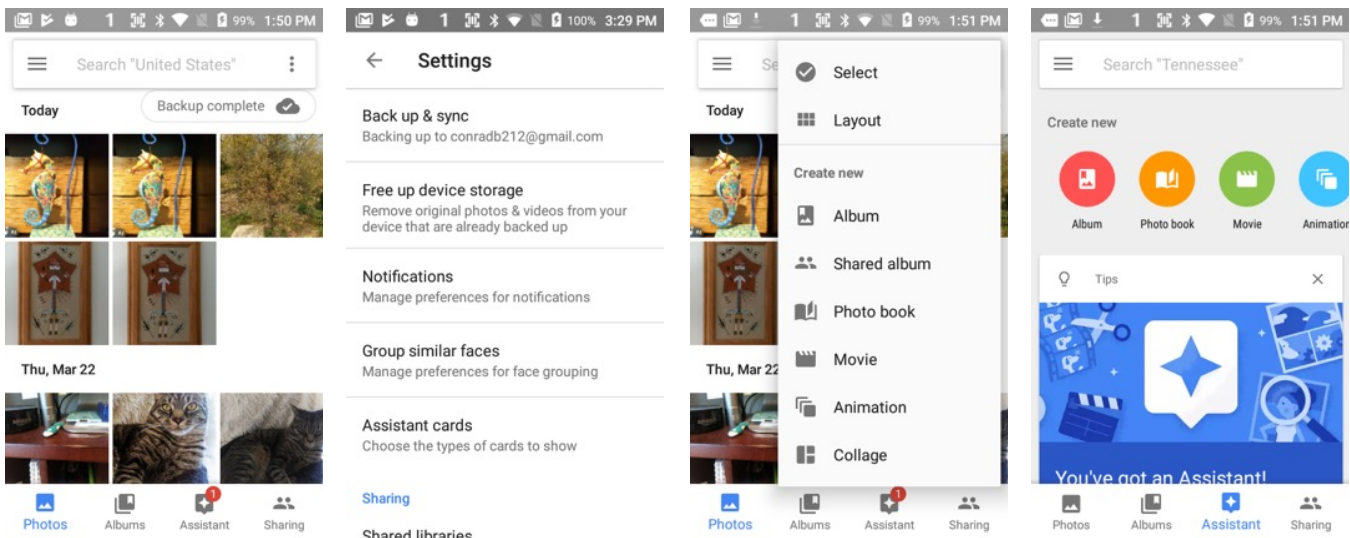 1 99% 1:50 PM
Search "United States"
Today
Backup complete
Thu, Mar 22
1
Photos Albums Assistant Sharing
1 100% 3:29 PM
Settings
Back up & sync
Backing up to conradb212@gmail.com
Free up device storage
Remove original photos & videos from your
device that are already backed up
Notifications
Manage preferences for notifications
Group similar faces
Manage preferences for face grouping
Assistant cards
Choose the types of cards to show
Sharing
Shared libraries
1 99% 1:51 PM
Se
Today
Thu, Mar 22
Select
Layout
Create new
Album
Shared album
Photo book
Movie
Animation
Collage
1
Photos Albums Assistant Sharing
1 99% 1:51 PM
Search "Tennessee"
Create new
Album Photo book Movie Animation
Tips
You've got an Assistant!
Photos Albums Assistant Sharing